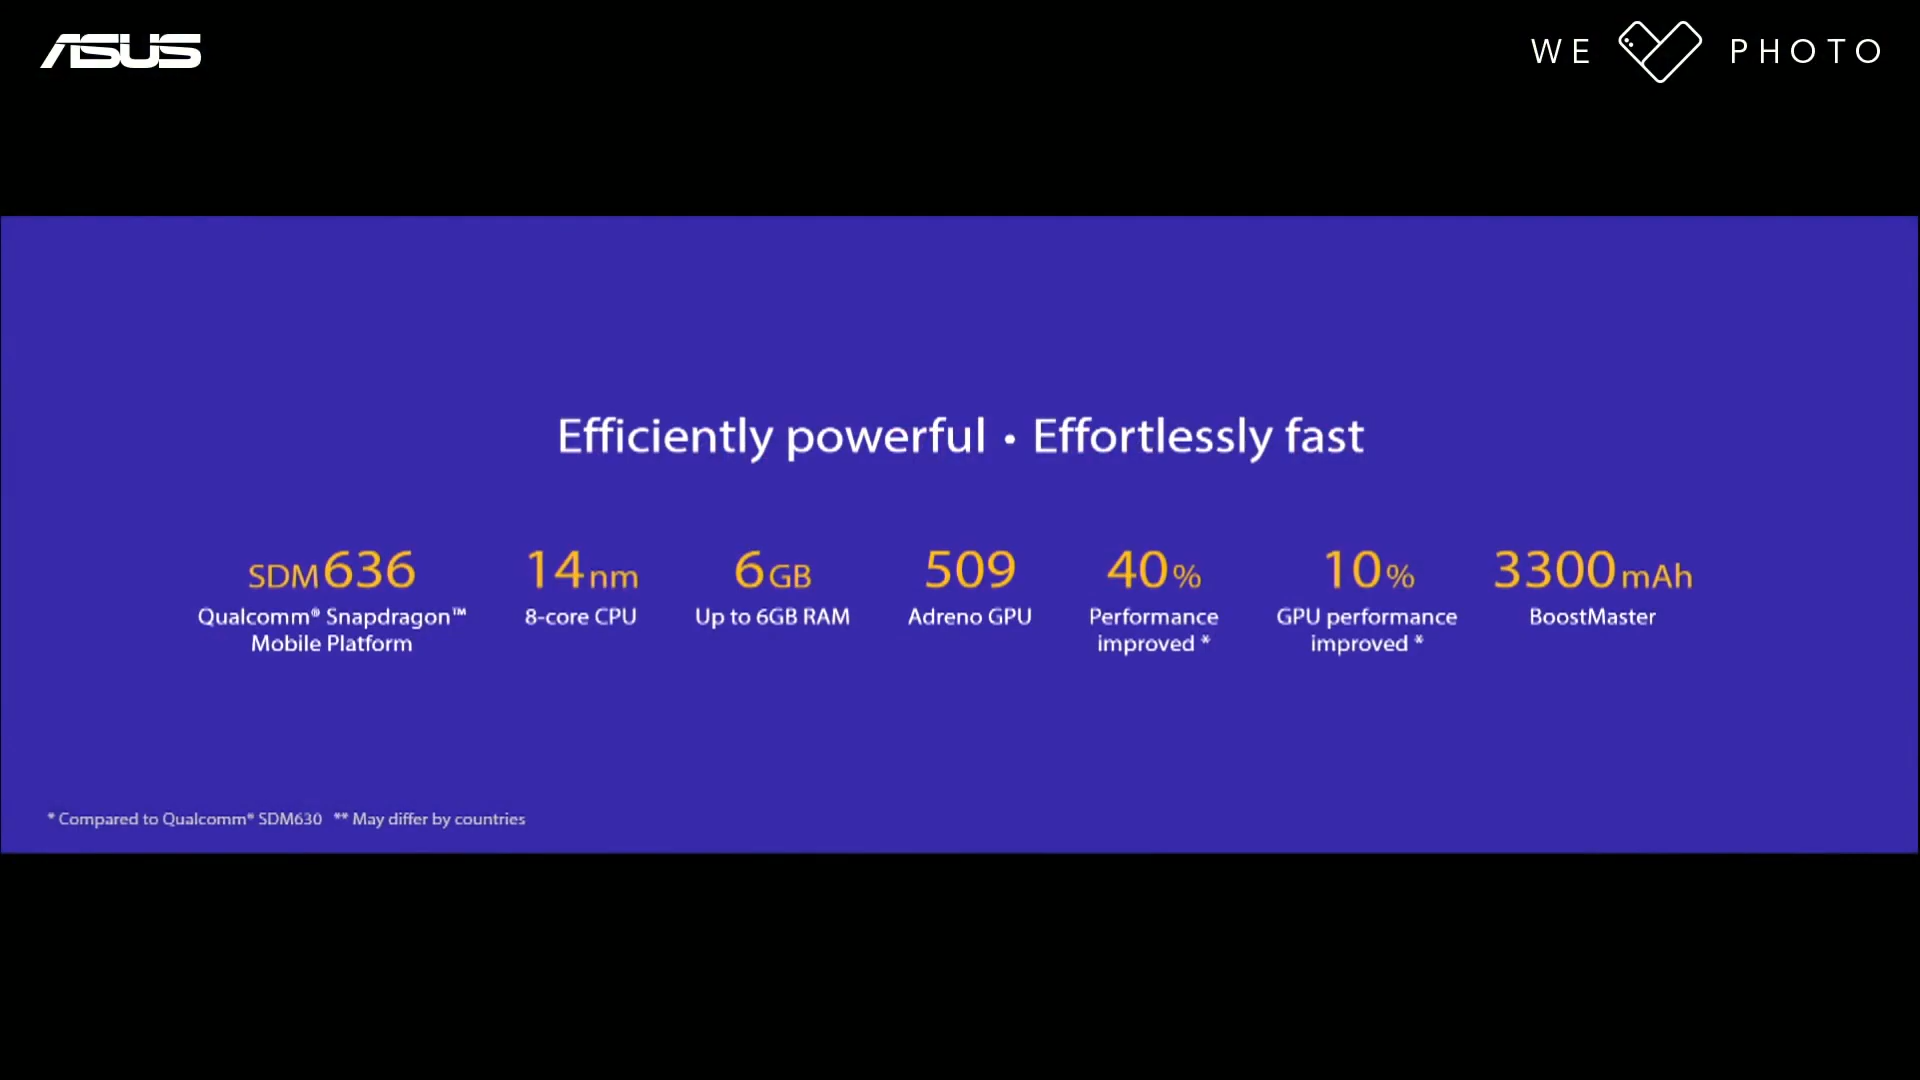 ASUS
WE PHOTO
Efficiently powerful • Effortlessly fast
SDM636
Qualcomm® Snapdragon™
Mobile Platform
14nm
8-core CPU
6GB
Up to 6GB RAM
509
Adreno GPU
40%
Performance
improved *
10%
GPU performance
improved *
3300mAh
BoostMaster
* Compared to Qualcomm® SDM630 ** May differ by countries